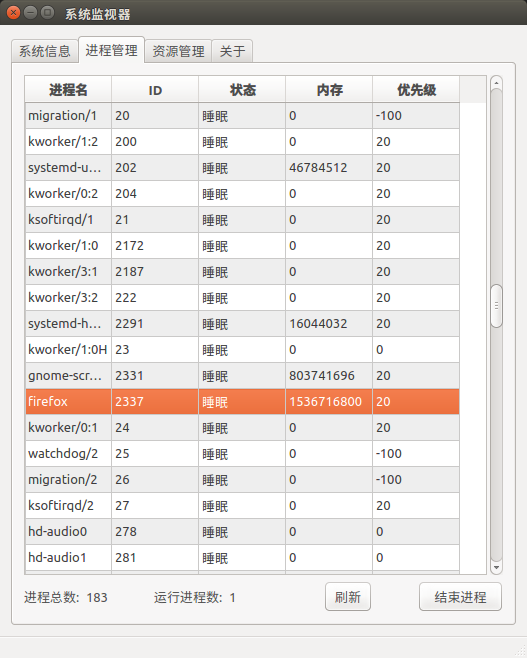 系统监视器
系统信息 进程管理 资源管理 关于
进程名 ID 状态 内存 优先级
migration/1 20 睡眠 0 -100
kworker/1:2 200 睡眠 0 20
systemd-u... 202 睡眠 46784512 20
kworker/0:2 204 睡眠 0 20
ksoftirqd/1 21 睡眠 0 20
kworker/1:0 2172 睡眠 0 20
kworker/3:1 2187 睡眠 0 20
kworker/3:2 222 睡眠 0 20
systemd-h... 2291 睡眠 16044032 20
kworker/1:0H 23 睡眠 0 0
gnome-scr... 2331 睡眠 803741696 20
firefox 2337 睡眠 1536716800 20
kworker/0:1 24 睡眠 0 20
watchdog/2 25 睡眠 0 -100
migration/2 26 睡眠 0 -100
ksoftirqd/2 27 睡眠 0 20
hd-audio0 278 睡眠 0 0
hd-audio1 281 睡眠 0 0
进程总数: 183 运行进程数: 1 刷新 结束进程